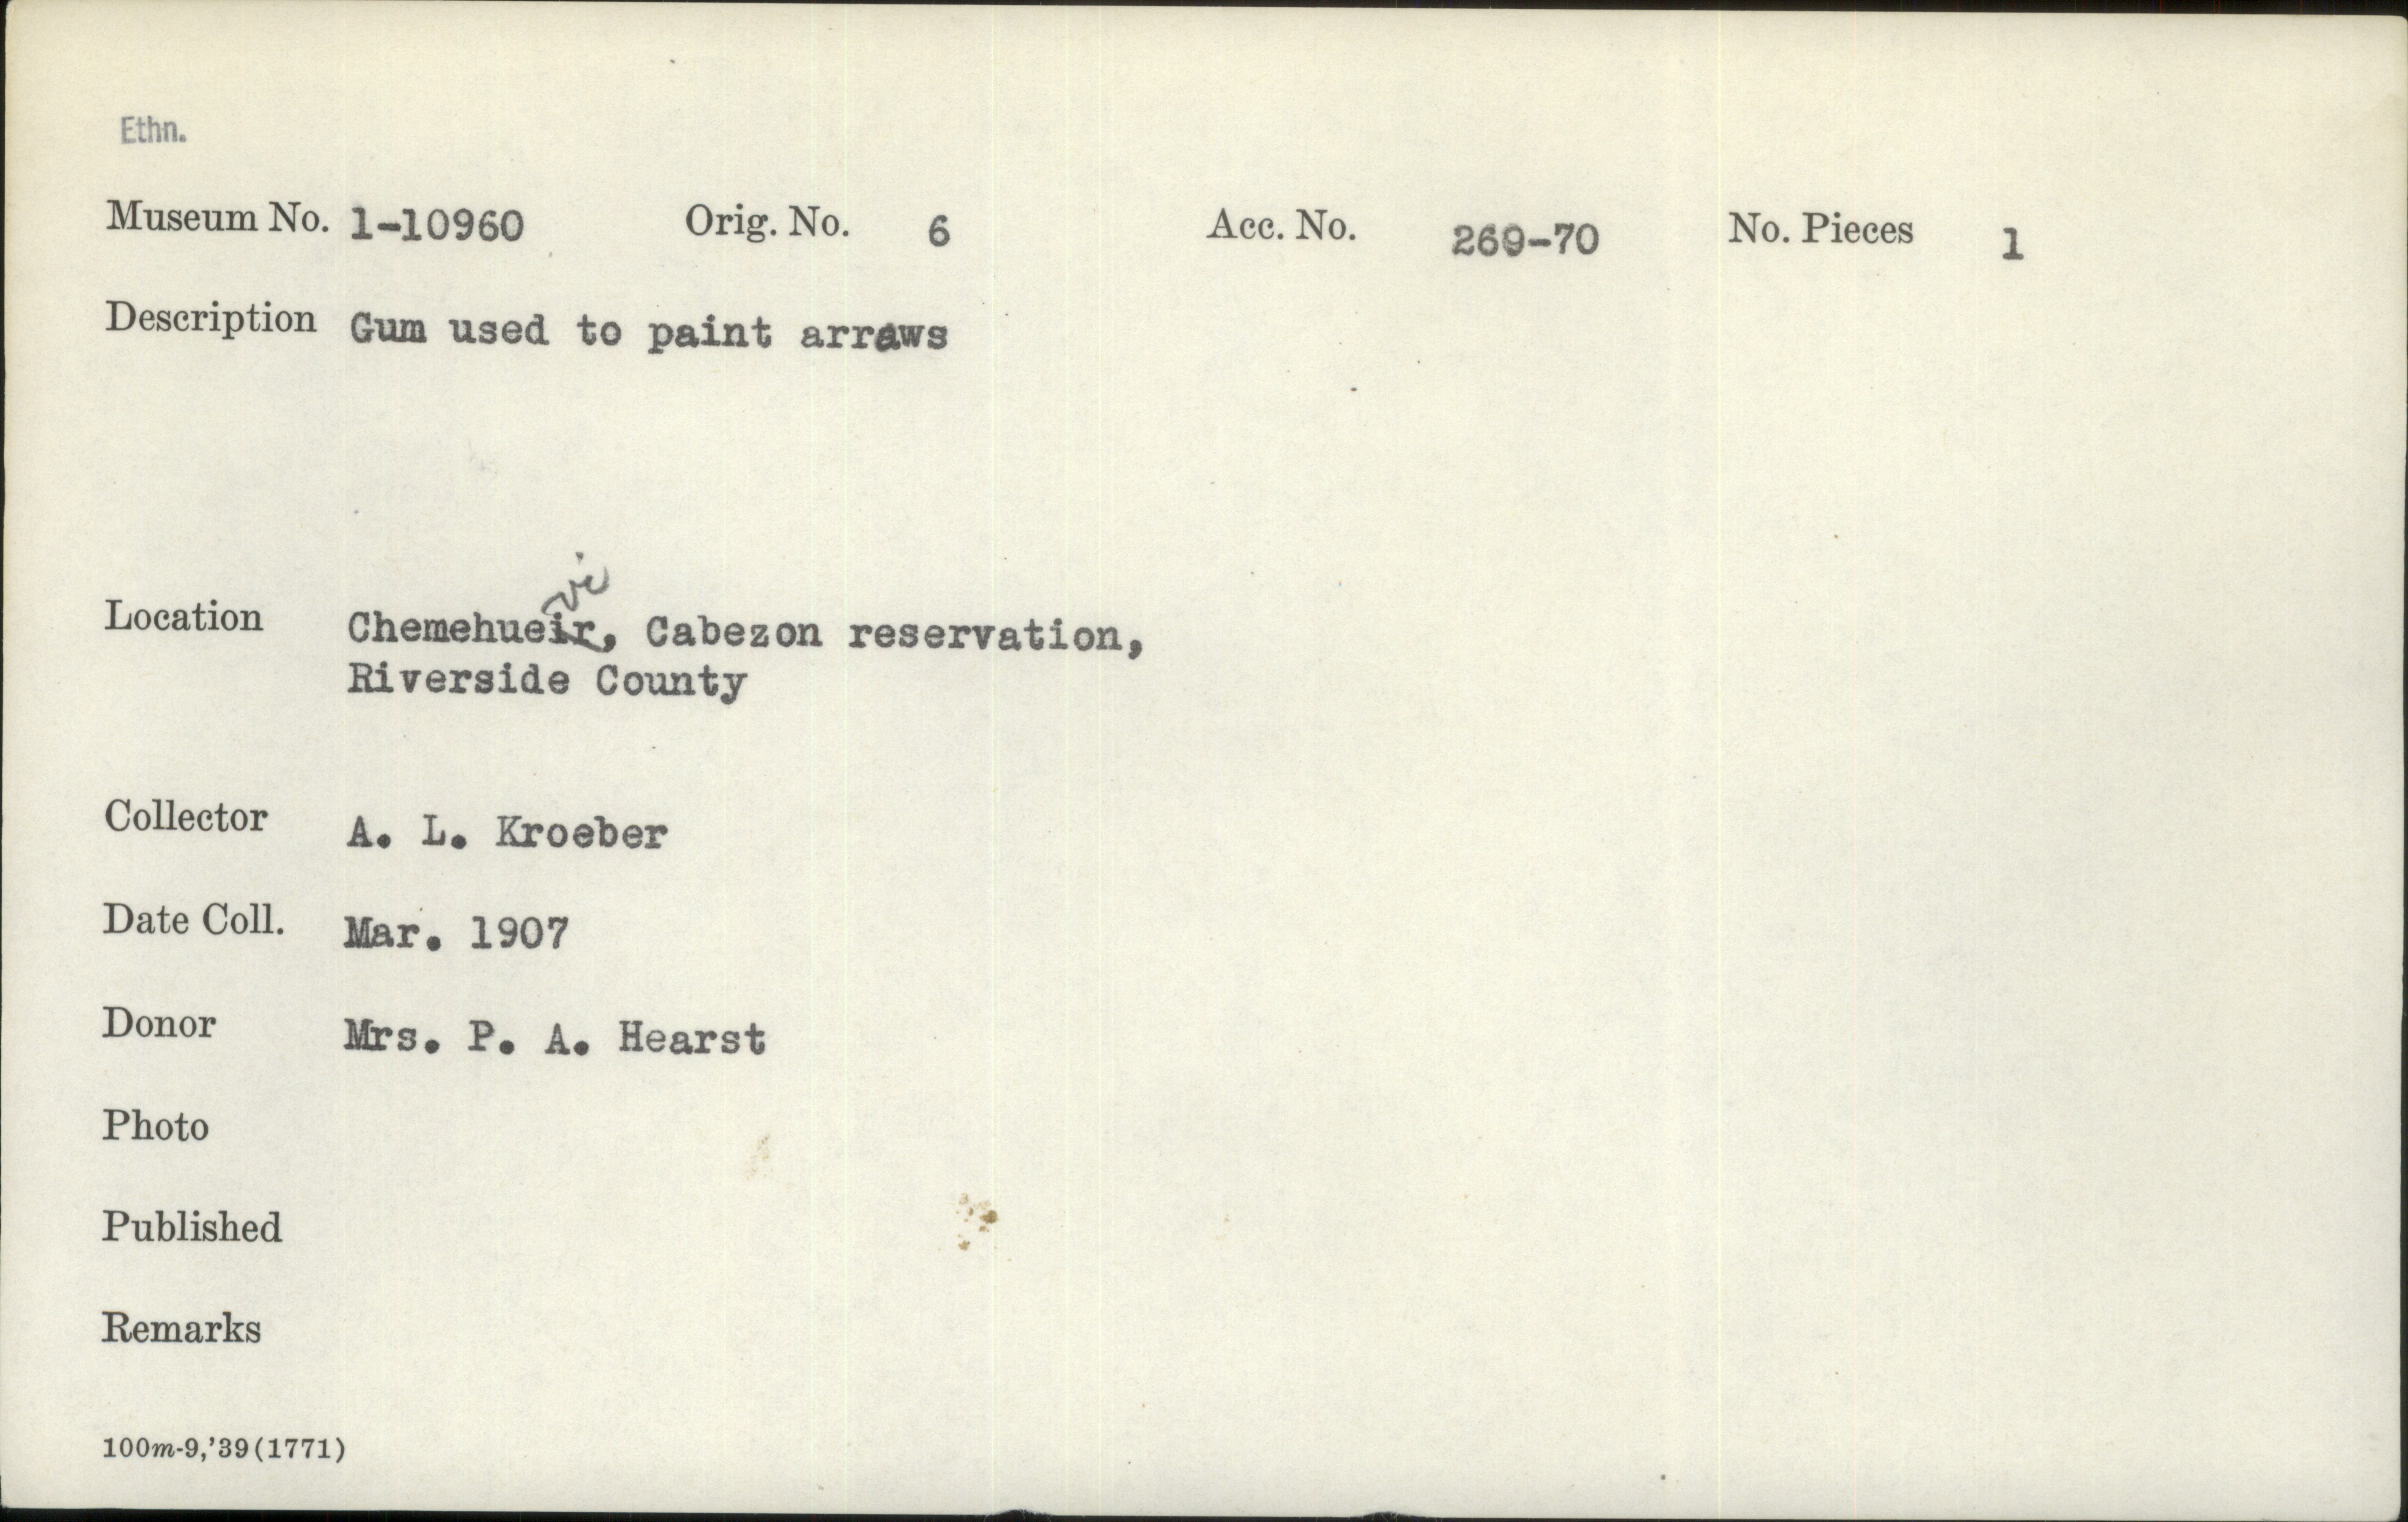 Ethn.
Museum No. 1-10960 Orig. No. 6 Acc. No. 269-70 No. Pieces 1
Description Gum used to paint arrows
vi
Location Chemehueir, Cabezon reservation,
Riverside County
Collector A. L. Kroeber
Date Coll. Mar. 1907
Donor Mrs. P. A. Hearst
Photo
Published
Remarks
100m-9,'39(1771)